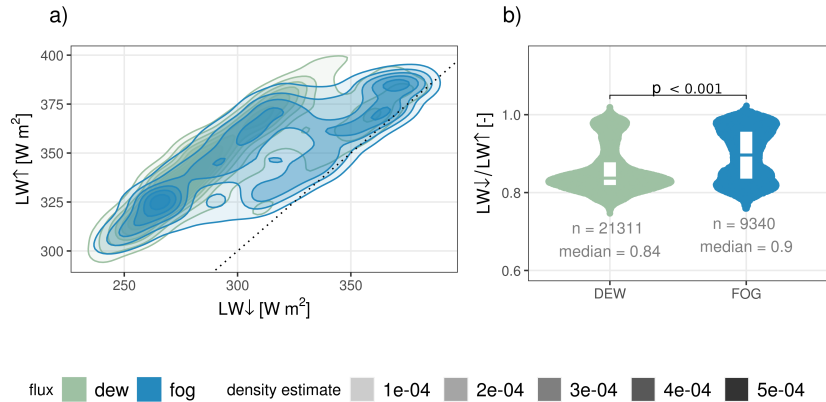 a)
LW↑ [W m²]
400
375
350
325
300
250
300
350
LW↓ [W m²]
b)
LW↓/LW↑ [-]
1.0
0.8
0.6
p < 0.001
n = 21311
median = 0.84
n = 9340
median = 0.9
DEW
FOG
flux dew fog density estimate 1e-04 2e-04 3e-04 4e-04 5e-04